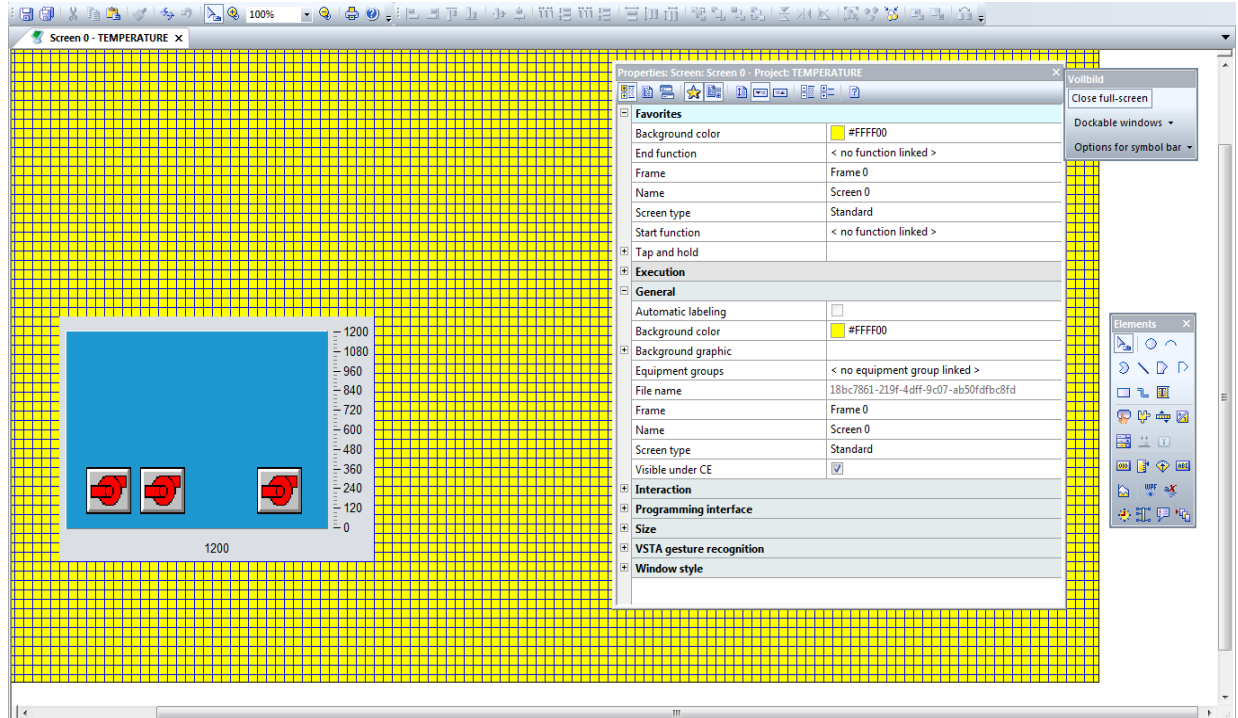 100%
Screen 0 - TEMPERATURE
Properties: Screen: Screen 0 - Project: TEMPERATURE
Vollbild
Close full-screen
Dockable windows
Options for symbol bar
Favorites
Background color #FFFF00
End function < no function linked >
Frame Frame 0
Name Screen 0
Screen type Standard
Start function < no function linked >
Tap and hold
Execution
General
Automatic labeling
Background color #FFFF00
Background graphic
Equipment groups < no equipment group linked >
File name 18bc7861-219f-4dff-9c07-ab50fdfbc8fd
Frame Frame 0
Name Screen 0
Screen type Standard
Visible under CE
Interaction
Programming interface
Size
VSTA gesture recognition
Window style
1200
1080
960
840
720
600
480
360
240
120
0
1200
Elements
WPF